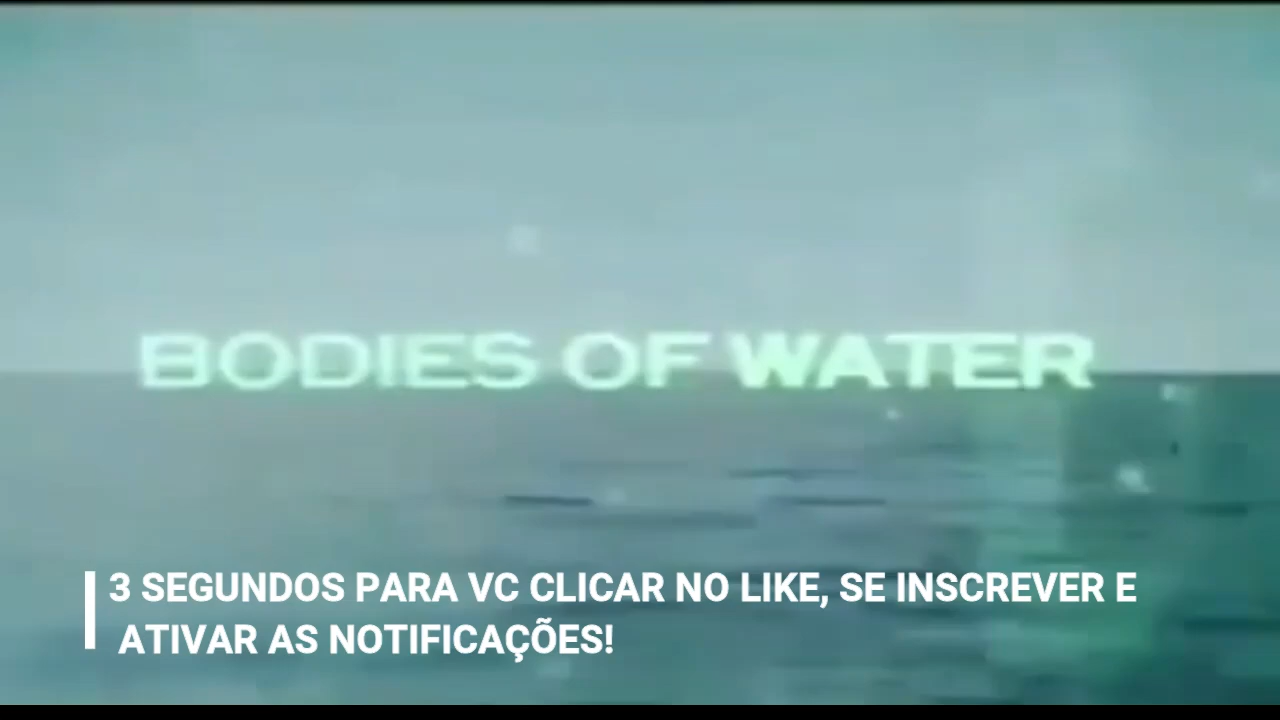 BODIES OF WATER
3 SEGUNDOS PARA VC CLICAR NO LIKE, SE INSCREVER E
ATIVAR AS NOTIFICAÇÕES!